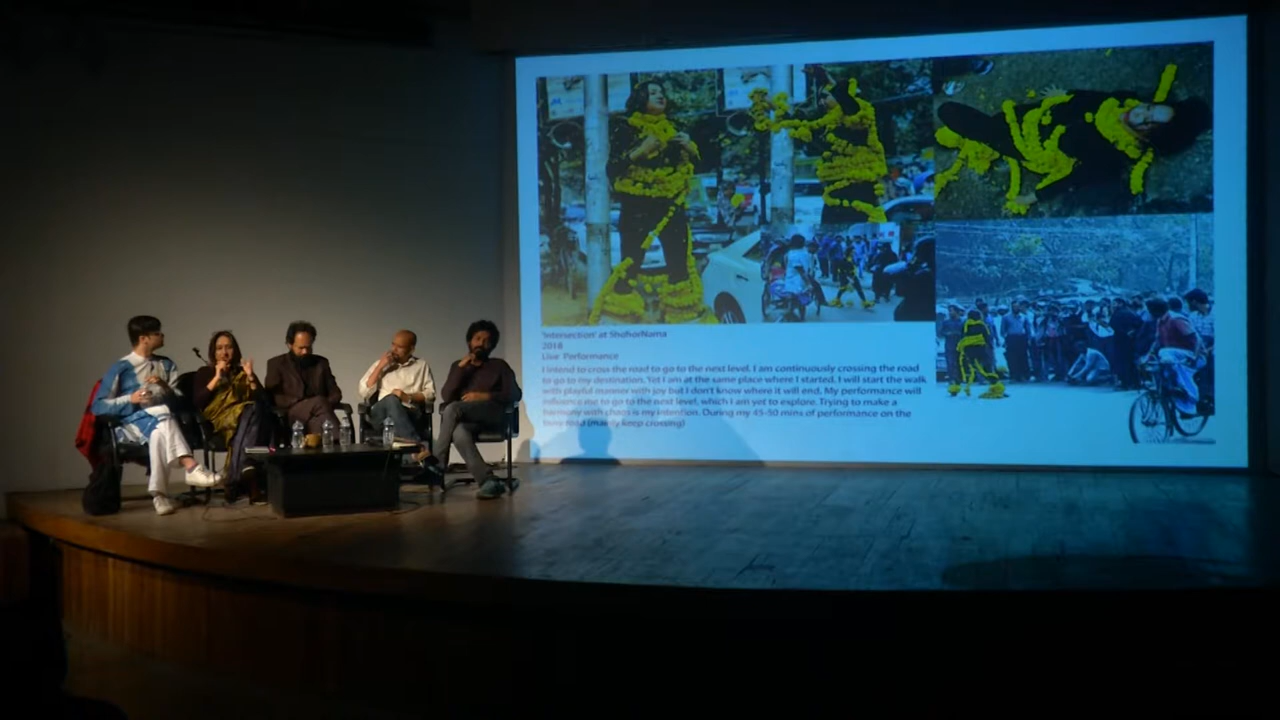 'Intersection' at ShohorNama
2018
Live Performance
I intend to cross the road to go to the next level. I am continuously crossing the road
to go to my destination. Yet I am at the same place where I started. I will start the walk
with playful manner with joy but I don't know where it will end. My performance will
influence me to go to the next level, which I am yet to explore. Trying to make a
harmony with chaos is my intention. During my 45-50 mins of performance on the
road (mainly keep crossing)